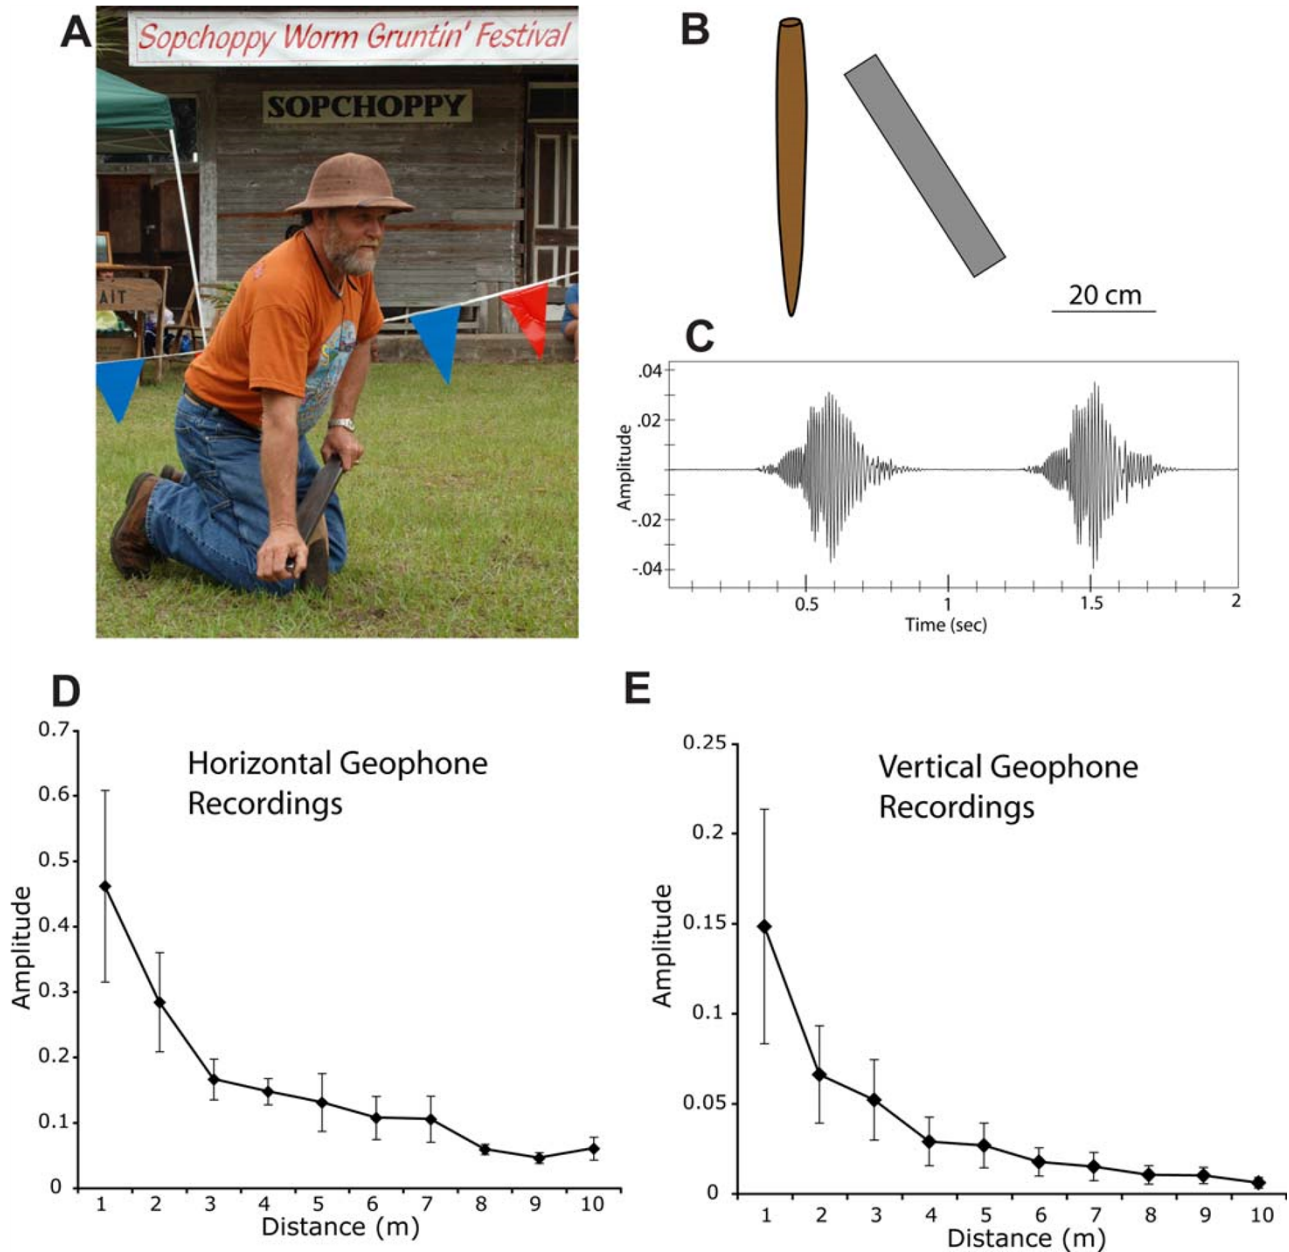 A
Sopchoppy Worm Gruntin' Festival
SOPCHOPPY
AIT
B
20 cm
C
.04
.02
-.02
-.04
Amplitude
0.5
1
1.5
2
Time (sec)
D
Horizontal Geophone
Recordings
0.7
0.6
0.5
0.4
0.3
0.2
0.1
0
Amplitude
1 2 3 4 5 6 7 8 9 10
Distance (m)
E
Vertical Geophone
Recordings
0.25
0.2
0.15
0.1
0.05
0
Amplitude
1 2 3 4 5 6 7 8 9 10
Distance (m)